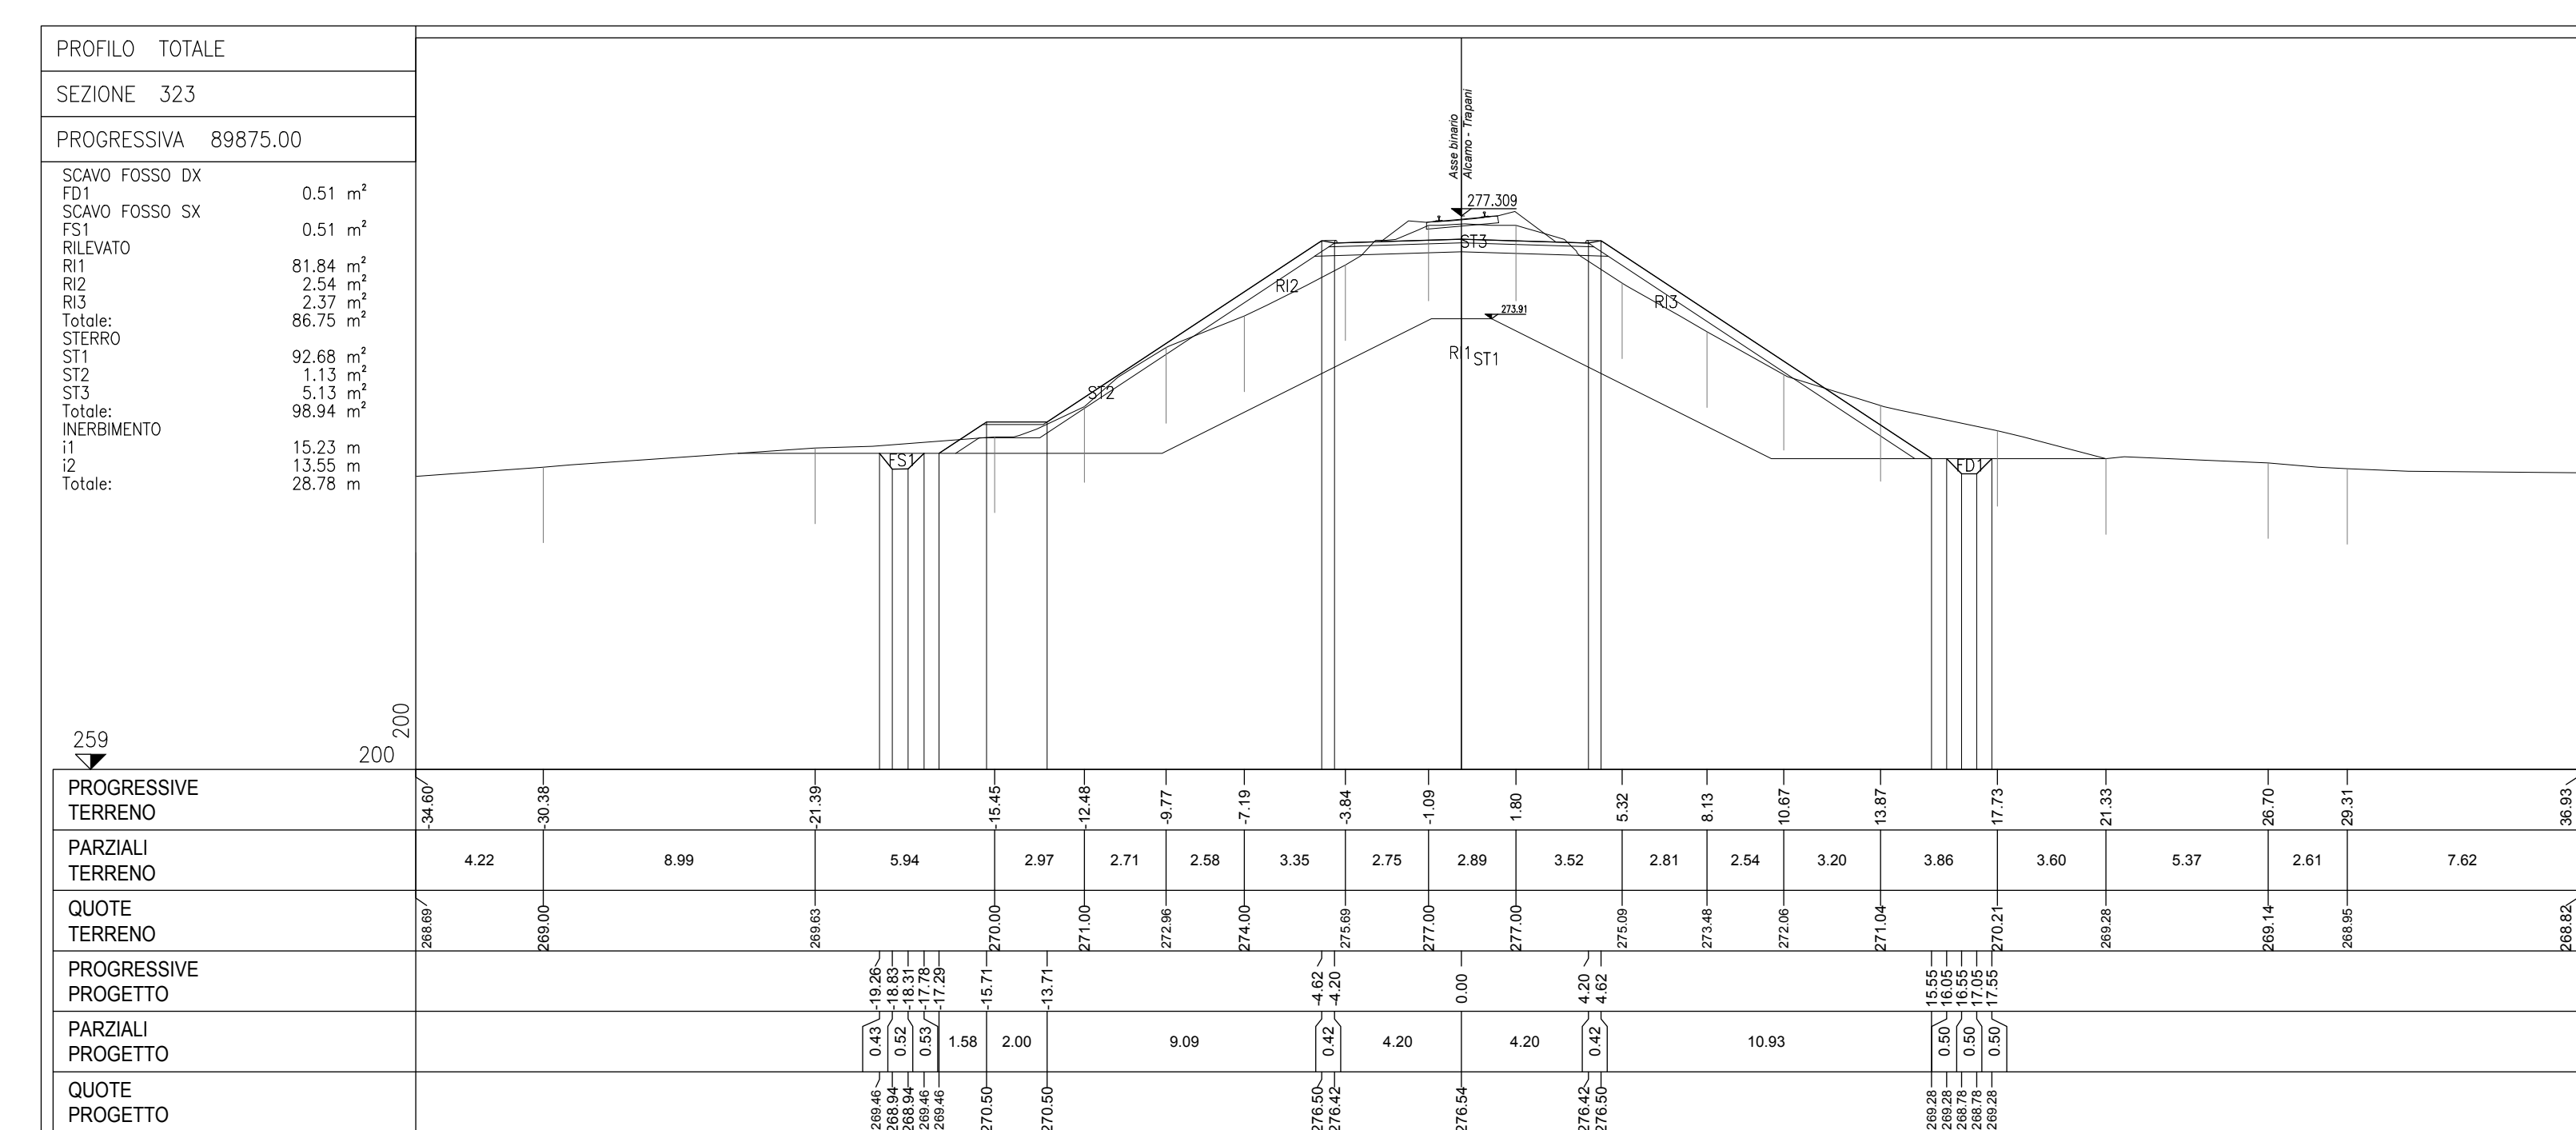 PROFILO TOTALE
SEZIONE 323
PROGRESSIVA 89875.00
SCAVO FOSSO DX
FD1 0.51 m²
SCAVO FOSSO SX
FS1 0.51 m²
RILEVATO
RI1 81.84 m²
RI2 2.54 m²
RI3 2.37 m²
Totale: 86.75 m²
STERRO
ST1 92.68 m²
ST2 1.13 m²
ST3 5.13 m²
Totale: 98.94 m²
INERBIMENTO
i1 15.23 m
i2 13.55 m
Totale: 28.78 m
Asse binario
Alcamo - Trapani
277.309
ST3
RI2
RI3
273.91
RI1 ST1
ST2
FS1
FD1
200
259
200
PROGRESSIVE
TERRENO
-34.60 -30.38 -21.39 -15.45 -12.48 -9.77 -7.19 -3.84 -1.09 1.80 5.32 8.13 10.67 13.87 17.73 21.33 26.70 29.31 36.93
PARZIALI
TERRENO
4.22 8.99 5.94 2.97 2.71 2.58 3.35 2.75 2.89 3.52 2.81 2.54 3.20 3.86 3.60 5.37 2.61 7.62
QUOTE
TERRENO
268.69 269.00 269.63 270.00 271.00 272.96 274.00 275.69 277.00 277.00 275.09 273.48 272.06 271.04 270.21 269.28 269.14 268.95 268.82
PROGRESSIVE
PROGETTO
-19.26 -18.83 -18.31 -17.78 -17.29 -15.71 -13.71 -4.62 -4.20 0.00 4.20 4.62 15.55 16.05 16.55 17.05 17.55
PARZIALI
PROGETTO
0.43 0.52 0.53 1.58 2.00 9.09 0.42 4.20 4.20 0.42 10.93 0.50 0.50 0.50
QUOTE
PROGETTO
269.46 268.94 268.94 269.46 269.46 270.50 270.50 276.50 276.42 276.54 276.42 276.50 269.28 269.28 268.78 268.78 269.28